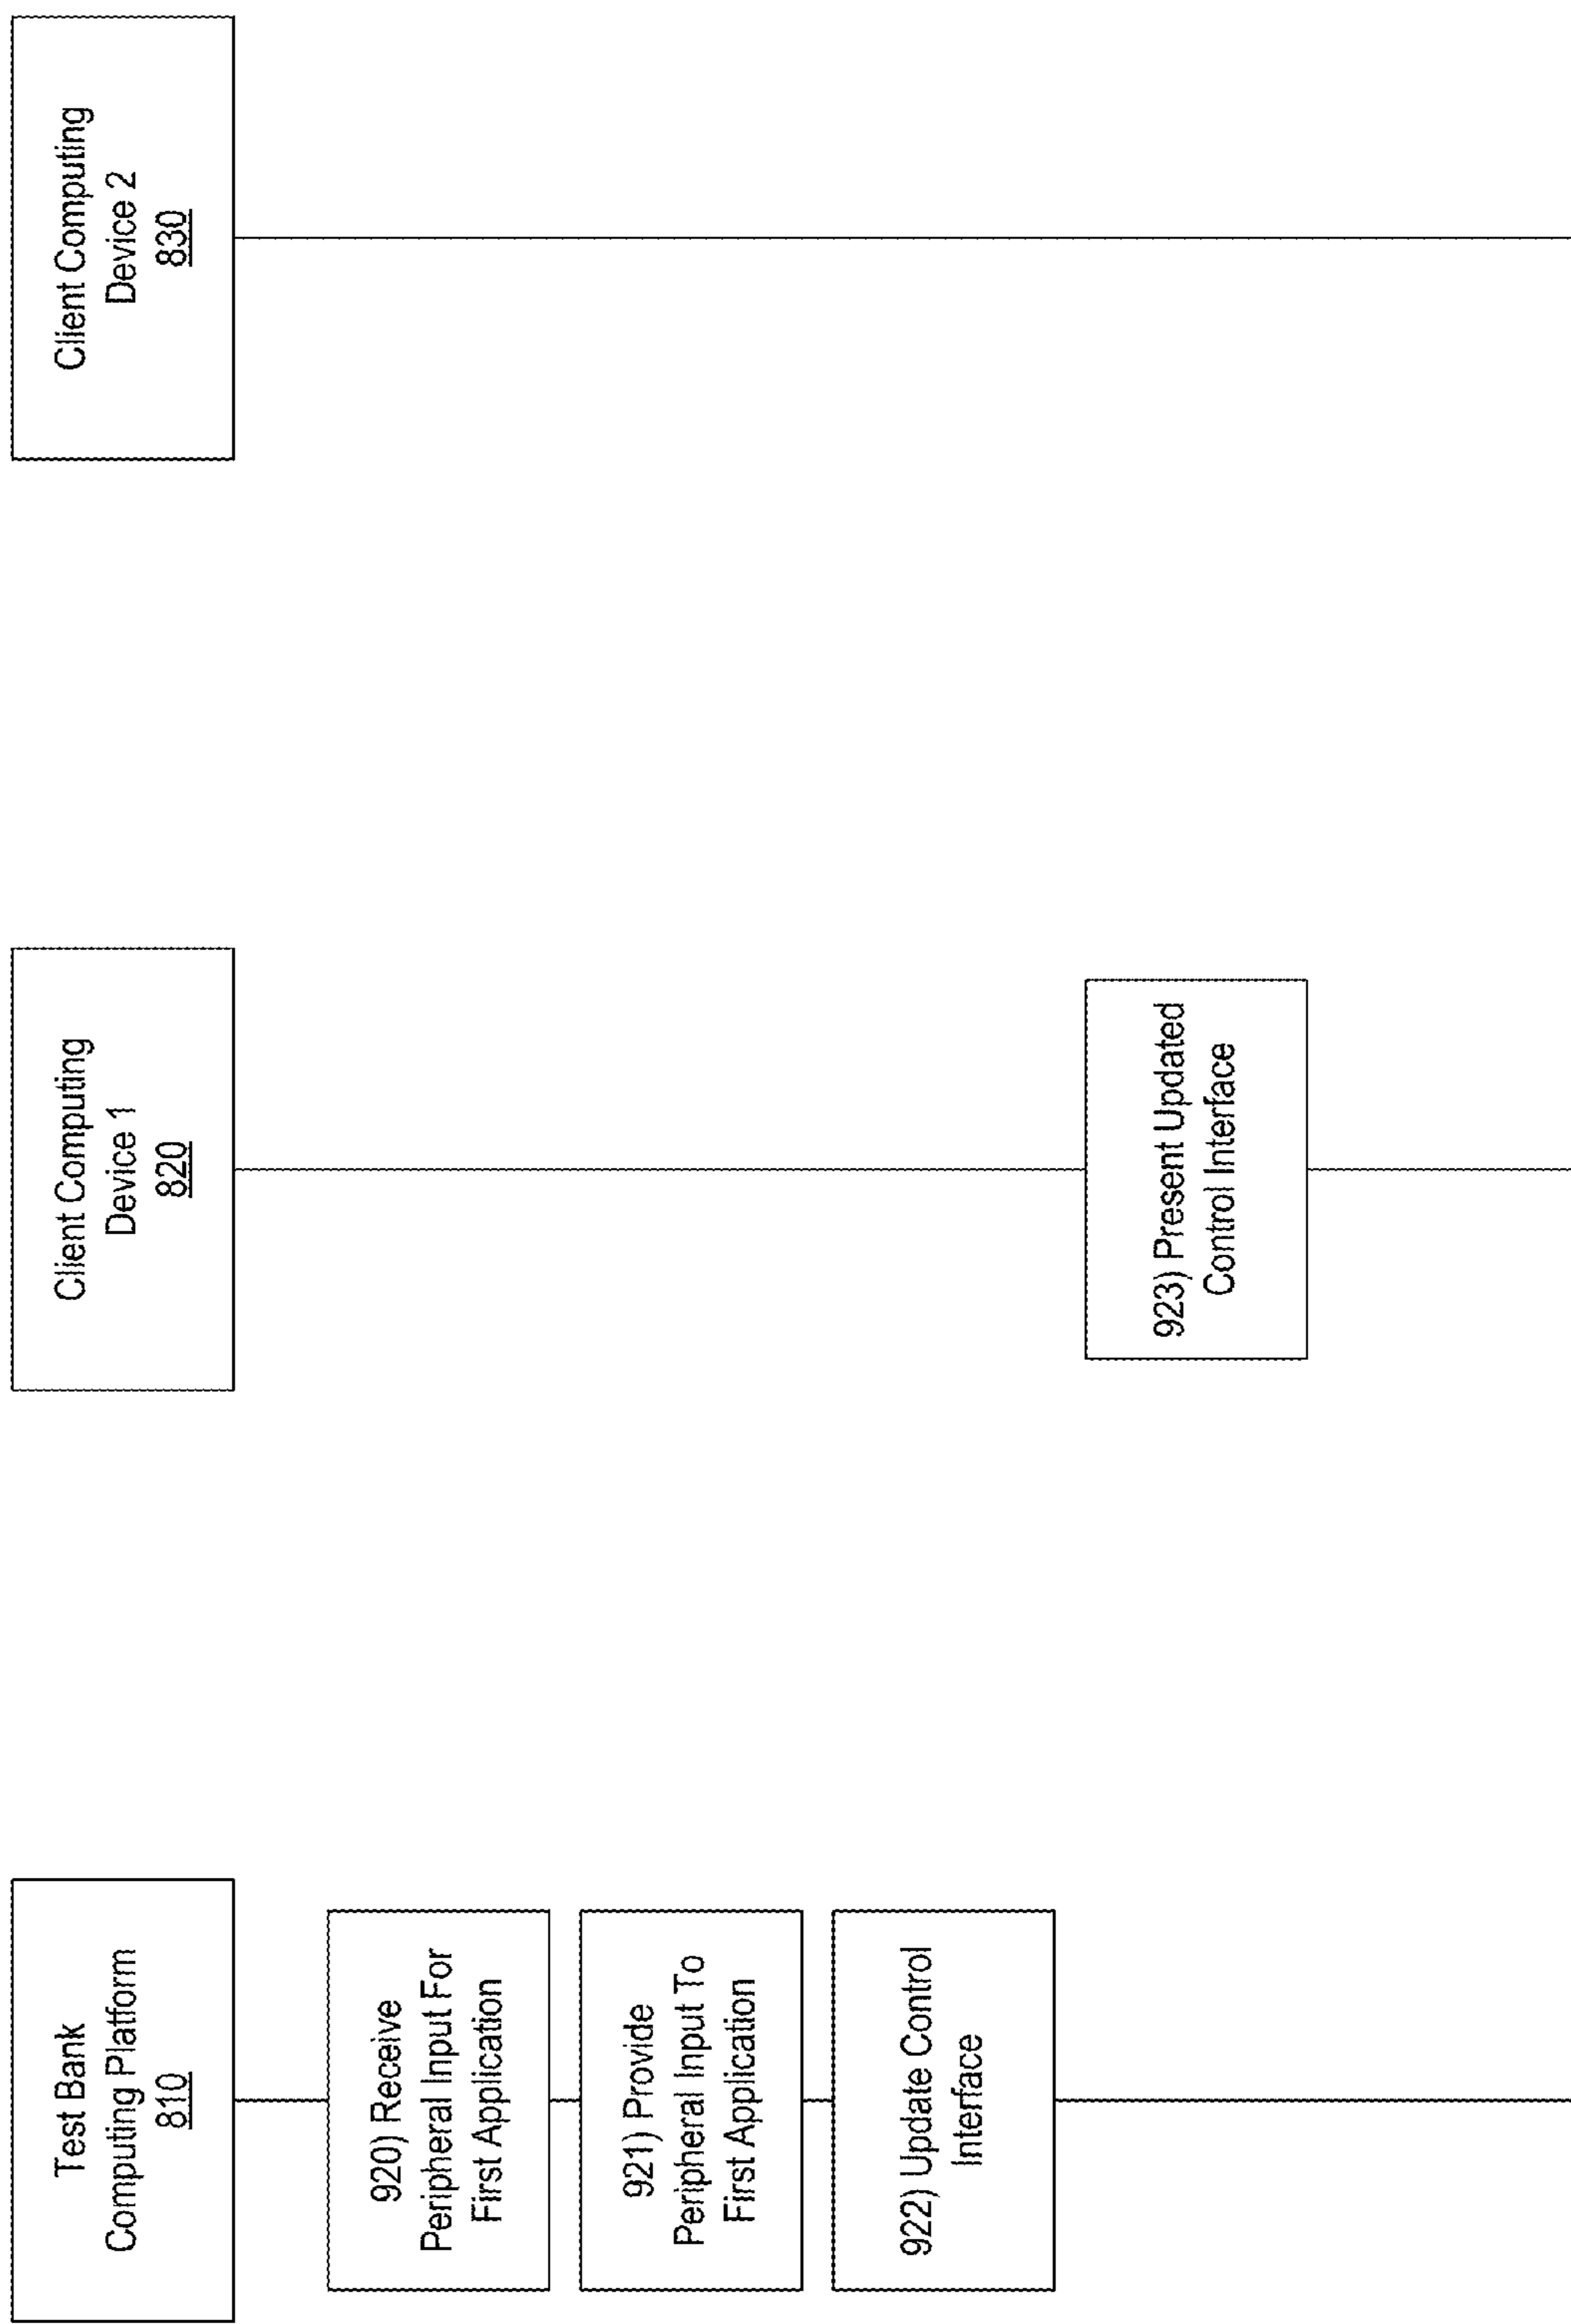 Test Bank
Computing Platform
810
Client Computing
Device 1
820
Client Computing
Device 2
830
920) Receive
Peripheral Input For
First Application
921) Provide
Peripheral Input To
First Application
922) Update Control
Interface
923) Present Updated
Control Interface